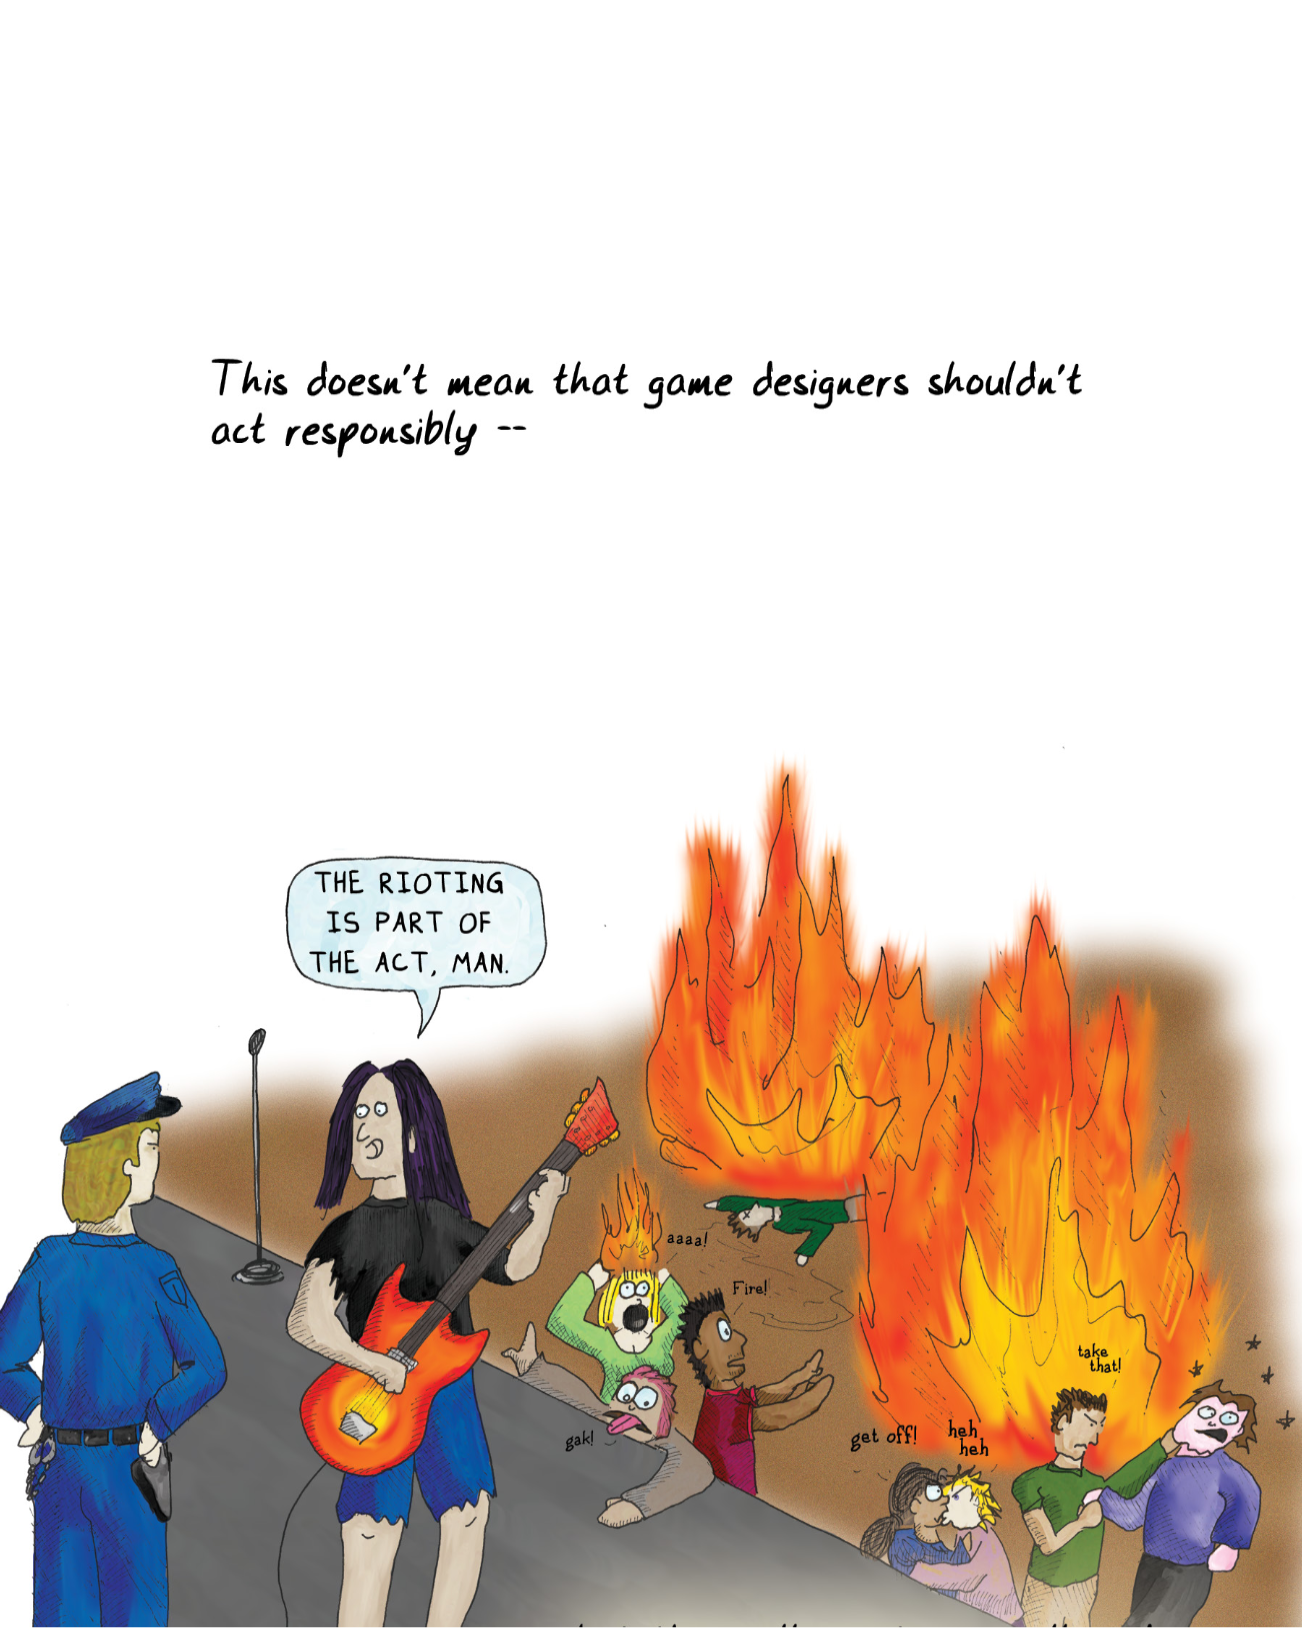 This doesn't mean that game designers shouldn't
act responsibly --
THE RIOTING
IS PART OF
THE ACT, MAN.
aaaa!
Fire!
take
that!
gak!
get off!
heh
heh